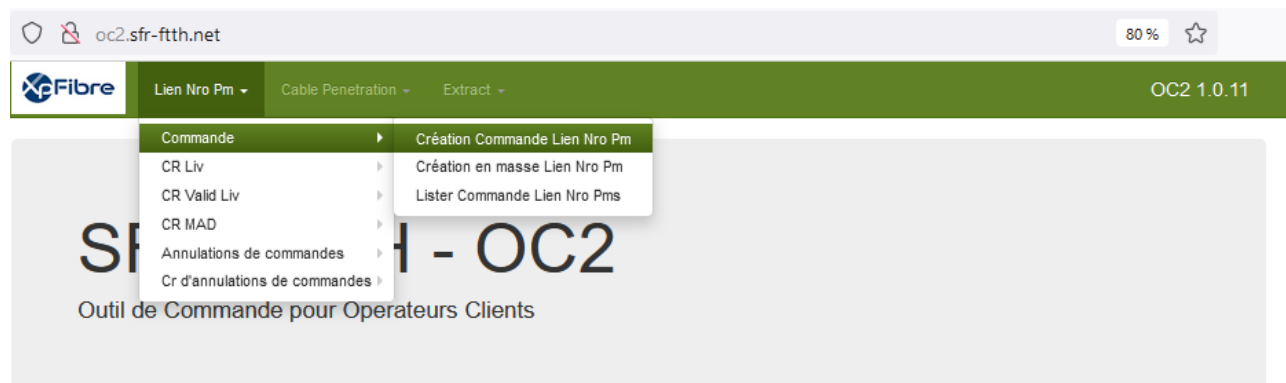 oc2.sfr-ftth.net
80 %
XpFibre
Lien Nro Pm
Cable Penetration
Extract
OC2 1.0.11
Commande
CR Liv
CR Valid Liv
CR MAD
Annulations de commandes
Cr d'annulations de commandes
Création Commande Lien Nro Pm
Création en masse Lien Nro Pm
Lister Commande Lien Nro Pms
- OC2
Outil de Commande pour Operateurs Clients